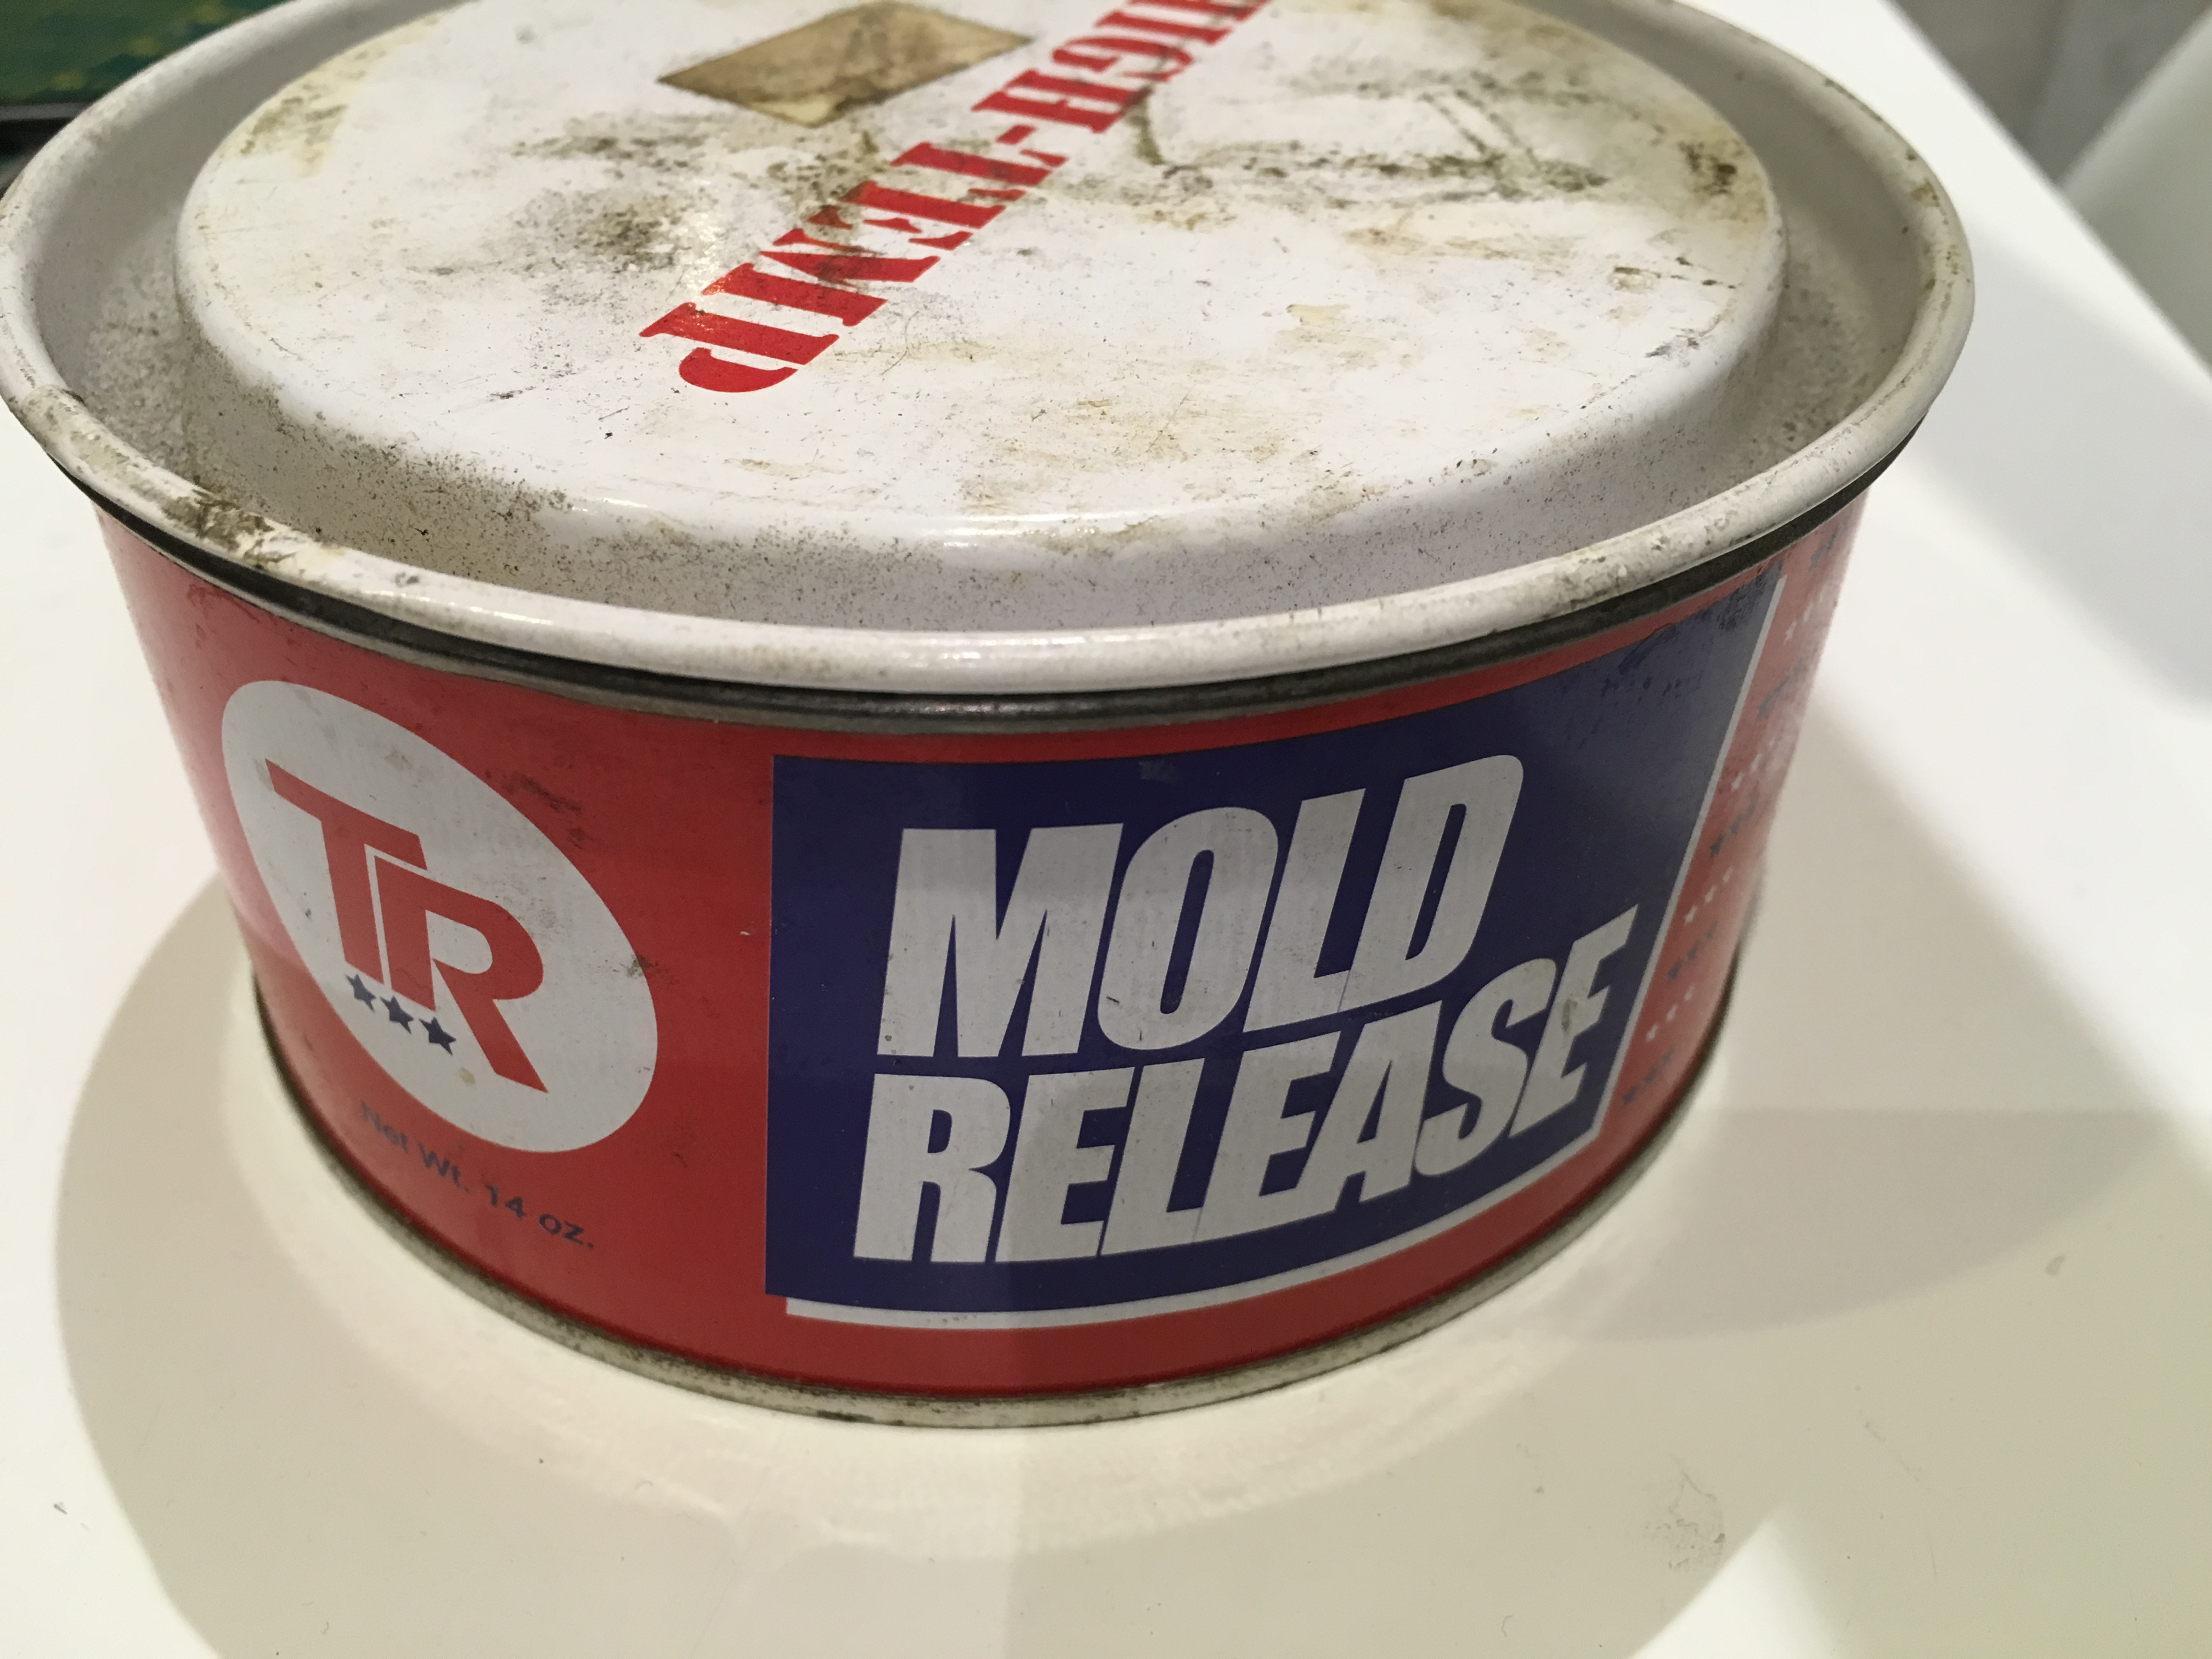 HIGH-TEMP
TR
Net Wt. 14 oz.
MOLD
RELEASE